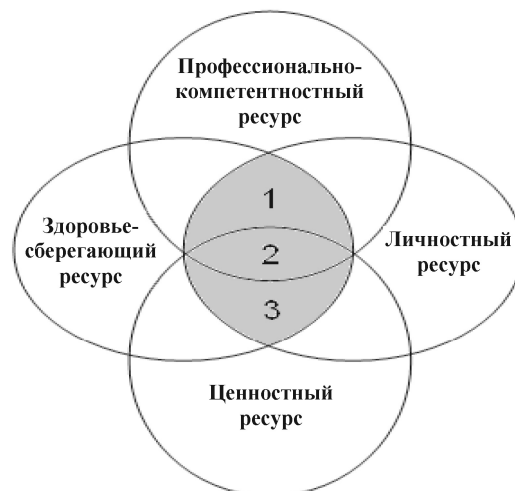 Профессионально-
компетентностный
ресурс
1
Здоровье-
сберегающий
ресурс
2
Личностный
ресурс
3
Ценностный
ресурс